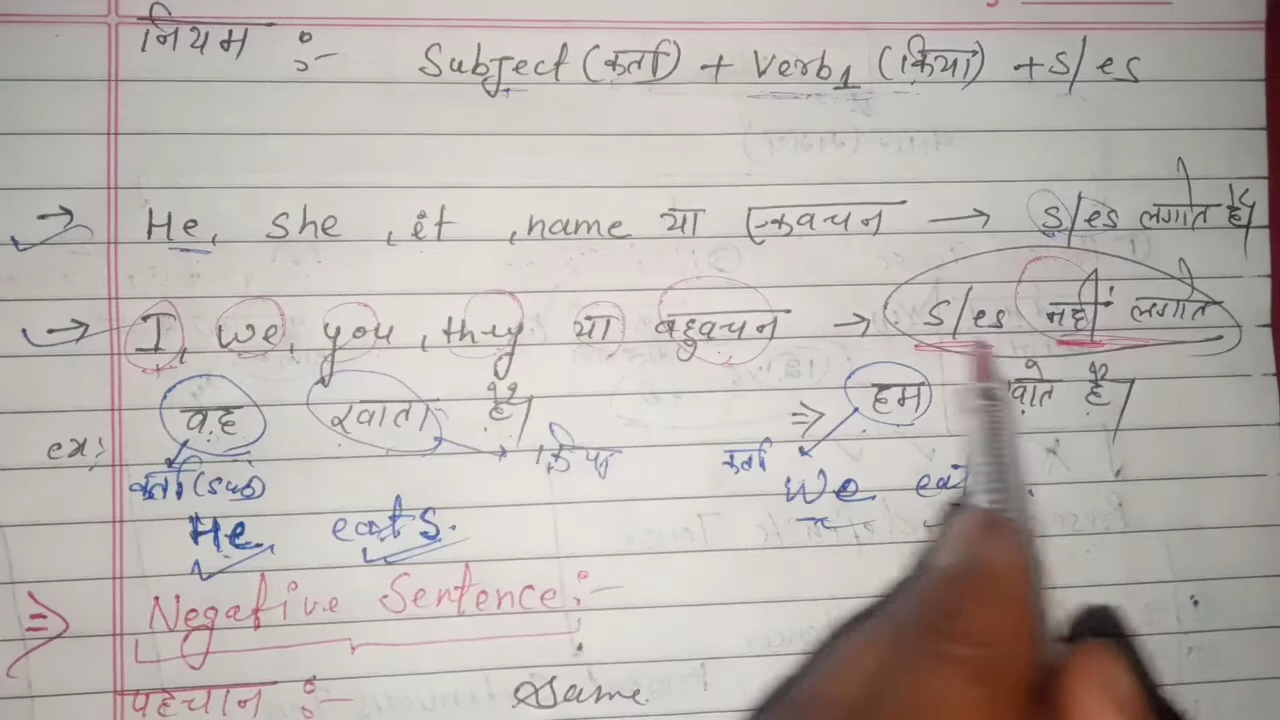 नियम :- Subject (कर्ता) + Verb1 (क्रिया) + s/es
→ He, she, it, name या एकवचन → s/es लगाते है।
→ I, we, you, they या बहुवचन → s/es नहीं लगाते
ex:- वह खाता है। ⇒ हम खाते है।
कर्ता (sub) क्रिया कर्ता
He eats. We eat.
⇒ Negative Sentence :-
पहचान :- Same